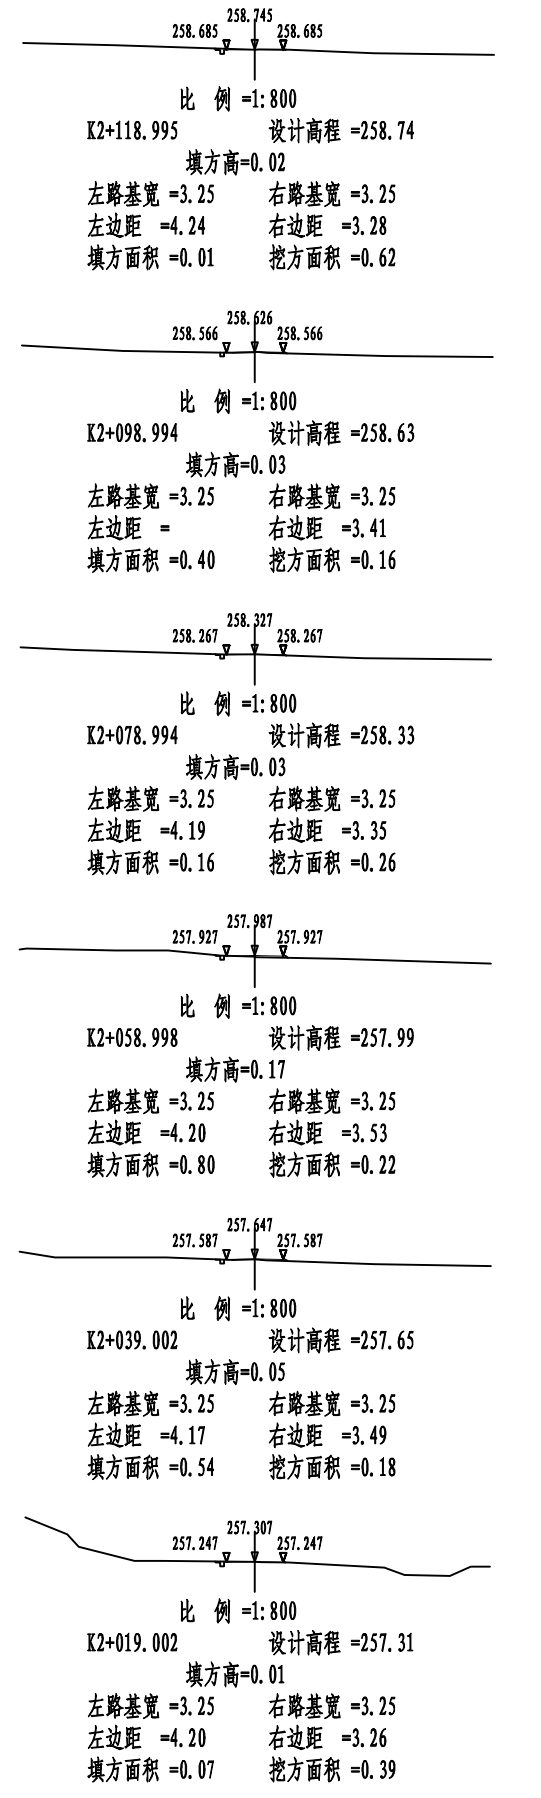 258.745
258.685 258.685
比 例 =1:800
K2+118.995 设计高程 =258.74
填方高=0.02
左路基宽 =3.25 右路基宽 =3.25
左边距 =4.24 右边距 =3.28
填方面积 =0.01 挖方面积 =0.62
258.626
258.566 258.566
比 例 =1:800
K2+098.994 设计高程 =258.63
填方高=0.03
左路基宽 =3.25 右路基宽 =3.25
左边距 = 右边距 =3.41
填方面积 =0.40 挖方面积 =0.16
258.327
258.267 258.267
比 例 =1:800
K2+078.994 设计高程 =258.33
填方高=0.03
左路基宽 =3.25 右路基宽 =3.25
左边距 =4.19 右边距 =3.35
填方面积 =0.16 挖方面积 =0.26
257.987
257.927 257.927
比 例 =1:800
K2+058.998 设计高程 =257.99
填方高=0.17
左路基宽 =3.25 右路基宽 =3.25
左边距 =4.20 右边距 =3.53
填方面积 =0.80 挖方面积 =0.22
257.647
257.587 257.587
比 例 =1:800
K2+039.002 设计高程 =257.65
填方高=0.05
左路基宽 =3.25 右路基宽 =3.25
左边距 =4.17 右边距 =3.49
填方面积 =0.54 挖方面积 =0.18
257.307
257.247 257.247
比 例 =1:800
K2+019.002 设计高程 =257.31
填方高=0.01
左路基宽 =3.25 右路基宽 =3.25
左边距 =4.20 右边距 =3.26
填方面积 =0.07 挖方面积 =0.39